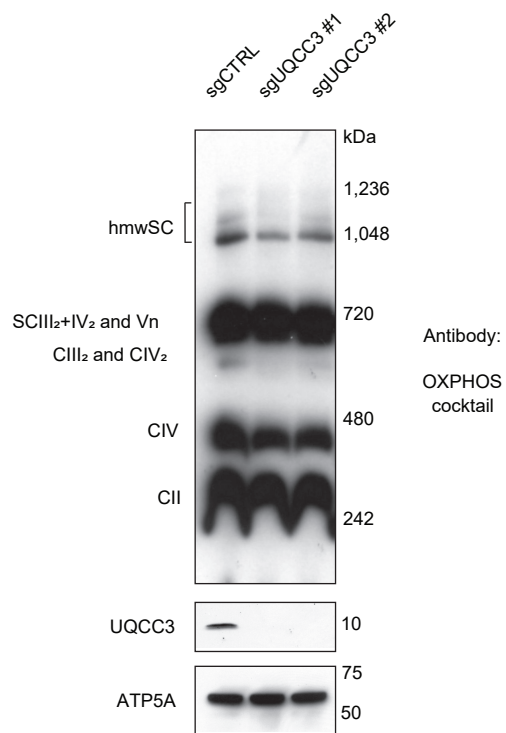 sgCTRL
sgUQCC3 #1
sgUQCC3 #2
kDa
1,236
hmwSC
1,048
SCIII₂+IV₂ and Vn
720
CIII₂ and CIV₂
Antibody:
OXPHOS
cocktail
480
CIV
CII
242
UQCC3
10
ATP5A
75
50